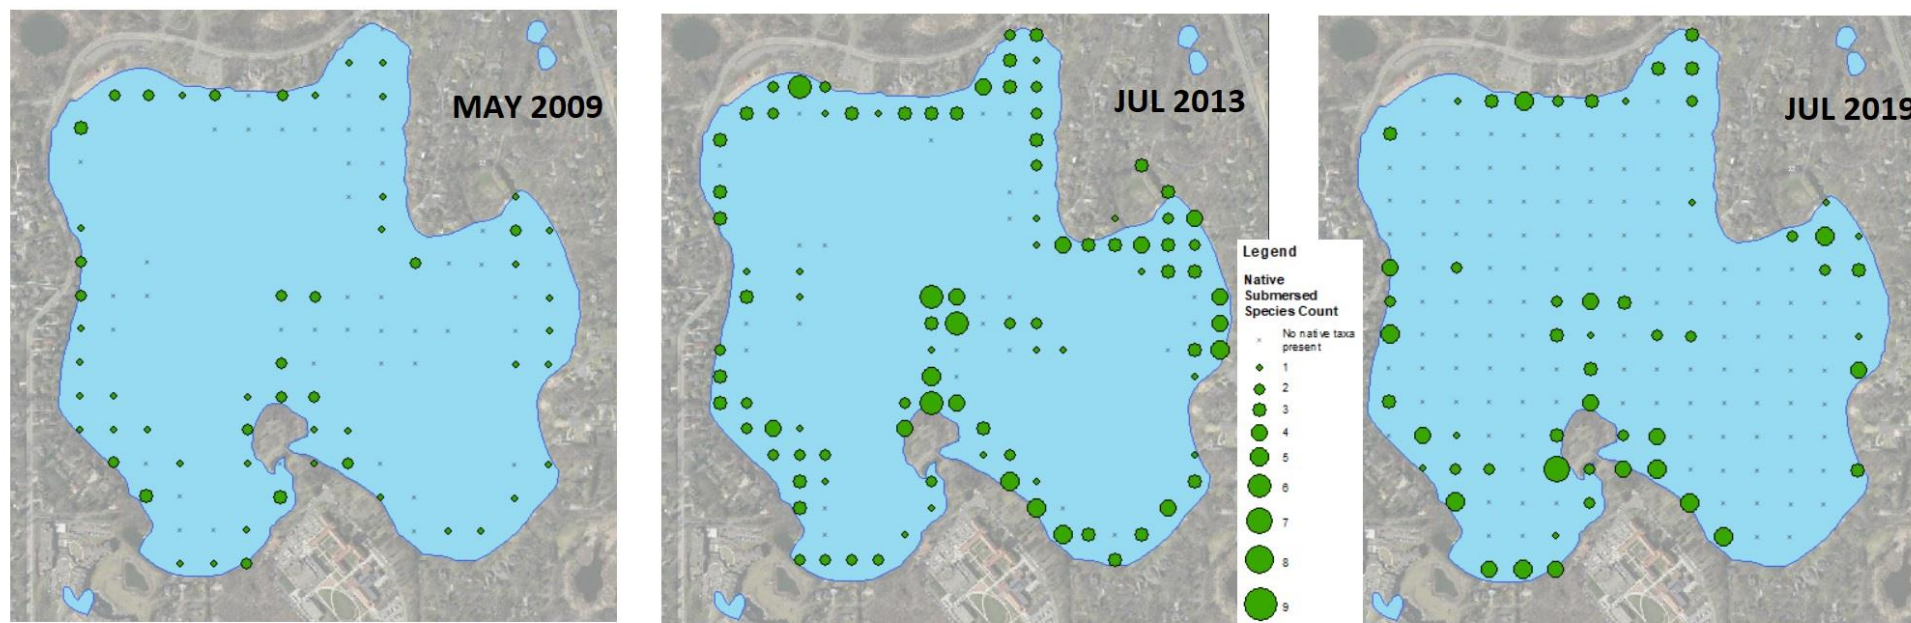 MAY 2009
JUL 2013
JUL 2019
Legend
Native
Submersed
Species Count
No native taxa
present
1
2
3
4
5
6
7
8
9